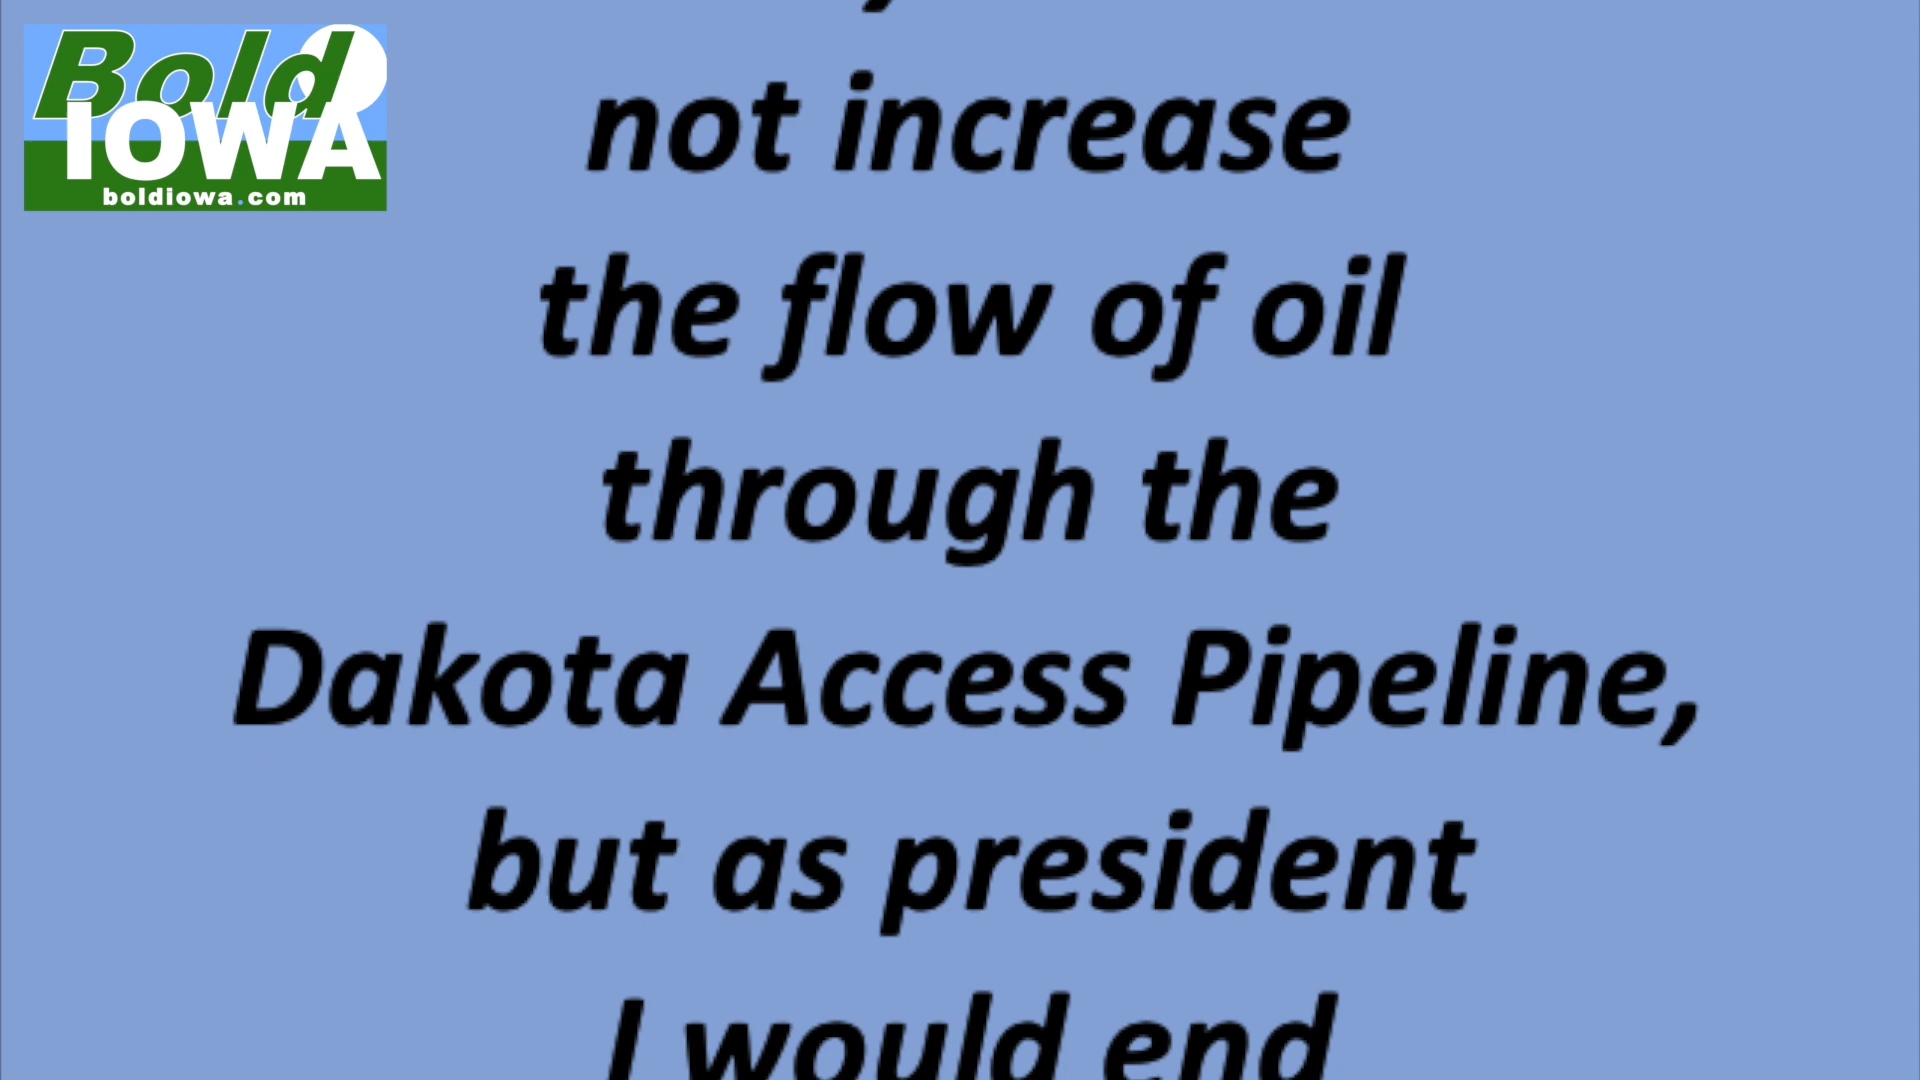 Bold
IOWA
boldiowa.com
not increase
the flow of oil
through the
Dakota Access Pipeline,
but as president
I would end